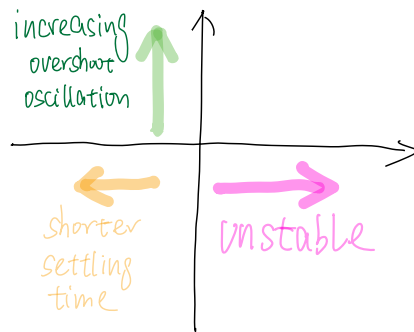 increasing
overshoot
oscillation
shorter
settling
time
unstable